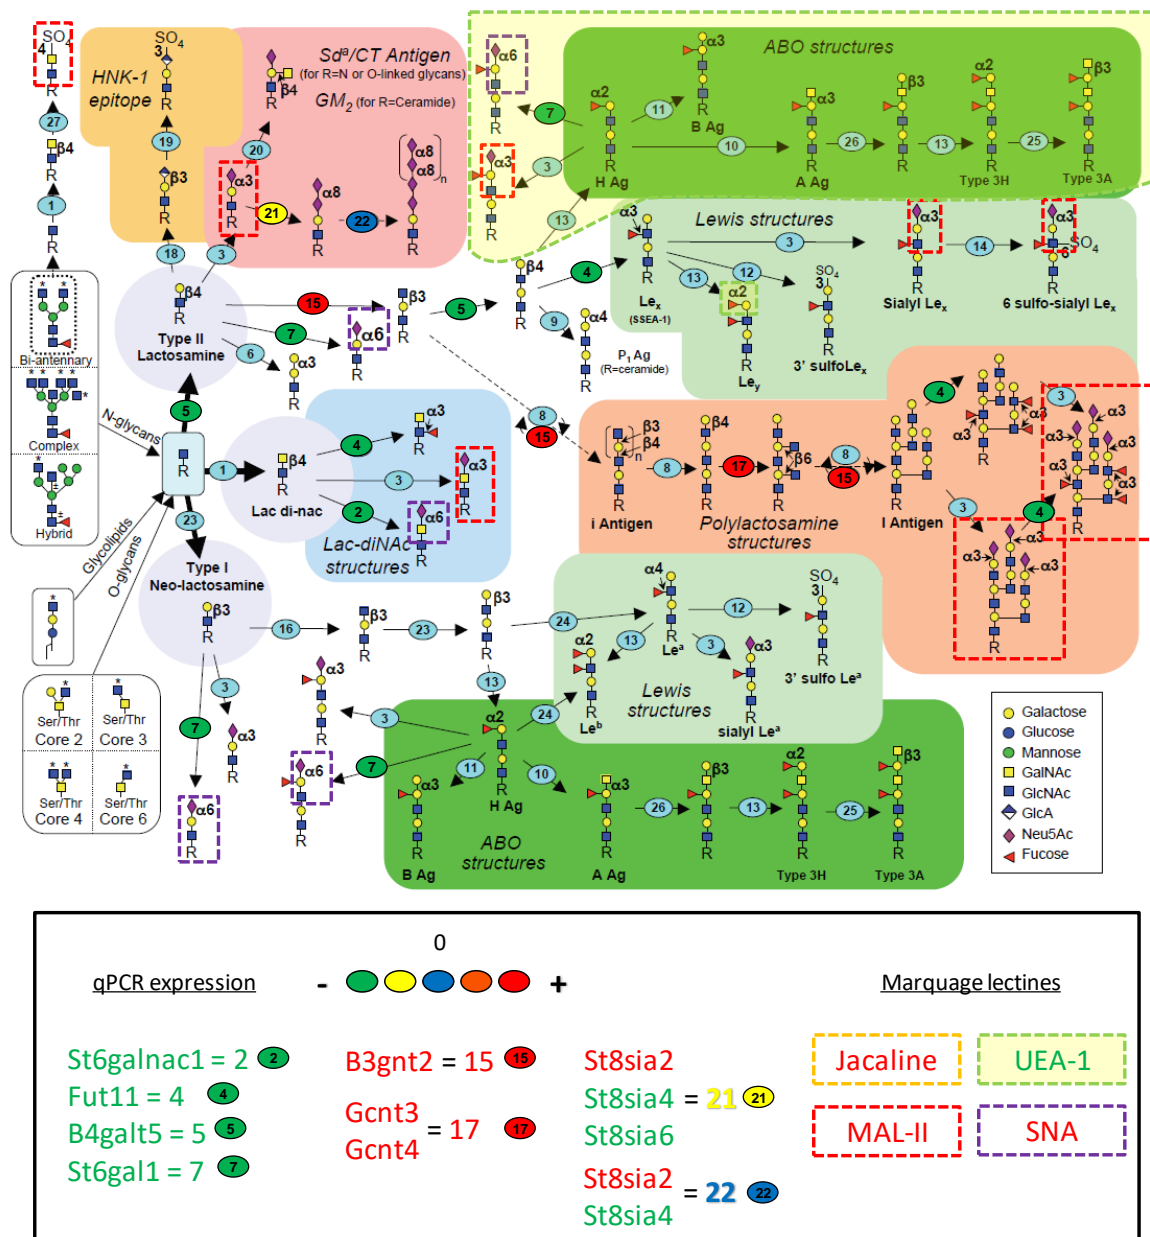 SO₄
4
R
27
β4
R
1
R
Bi-antennary
Complex
Hybrid
N-glycans
Glycolipids
O-glycans
Ser/Thr
Core 2
Ser/Thr
Core 3
Ser/Thr
Core 4
Ser/Thr
Core 6
HNK-1
epitope
SO₄
3
R
19
β3
R
18
Sdᵃ/CT Antigen
(for R=N or O-linked glycans)
GM₂ (for R=Ceramide)
β4
R
20
α3
R
21
α8
R
22
α8
α8
n
R
3
β4
R
Type II
Lactosamine
15
β3
R
5
β4
R
7
α6
R
6
α3
R
9
α4
R
P₁ Ag
(R=ceramide)
4
13
ABO structures
α6
R
7
α3
R
3
α2
R
H Ag
11
α3
R
B Ag
10
α3
R
A Ag
26
β3
R
13
α2
R
Type 3H
25
β3
R
Type 3A
Lewis structures
α3
R
Leₓ
(SSEA-1)
3
α3
R
Sialyl Leₓ
14
α3
SO₄
6
R
6 sulfo-sialyl Leₓ
13
α2
R
Leᵧ
12
SO₄
3
R
3' sulfoLeₓ
5
R
1
23
β4
R
Lac di-nac
4
α3
R
3
α3
R
2
α6
R
Lac-diNAc
structures
8
15
β3
β4
n
R
i Antigen
8
β4
R
17
β6
R
8
15
R
I Antigen
Polylactosamine
structures
4
α3
α3
R
3
α3
α3
α3
α3
R
3
α3
α3
α3
R
4
Type I
Neo-lactosamine
β3
R
16
β3
R
23
β3
R
24
7
α6
R
3
α3
R
13
α4
R
Leᵃ
12
SO₄
3
R
3' sulfo Leᵃ
13
α2
R
Leᵇ
3
α3
R
sialyl Leᵃ
Lewis
structures
α3
R
3
α6
R
7
α2
R
H Ag
24
11
α3
R
B Ag
10
α3
R
A Ag
26
β3
R
13
α2
R
Type 3H
25
β3
R
Type 3A
ABO
structures
Galactose
Glucose
Mannose
GalNAc
GlcNAc
GlcA
Neu5Ac
Fucose
0
qPCR expression
- +
Marquage lectines
St6galnac1 = 2 2
Fut11 = 4 4
B4galt5 = 5 5
St6gal1 = 7 7
B3gnt2 = 15 15
Gcnt3
Gcnt4
= 17 17
St8sia2
St8sia4 = 21 21
St8sia6
St8sia2
St8sia4
= 22 22
Jacaline
UEA-1
MAL-II
SNA